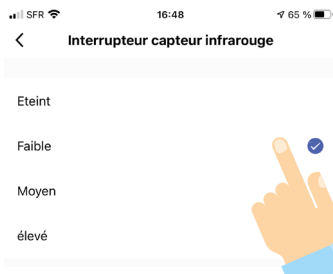 SFR 16:48 65 %
Interrupteur capteur infrarouge
Eteint
Faible
Moyen
élevé